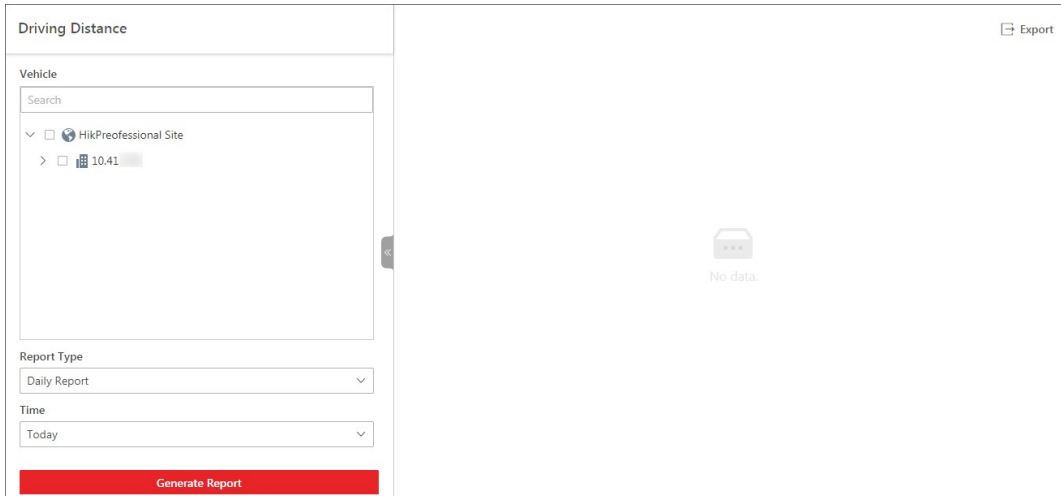 Driving Distance
Export
Vehicle
Search
HikPreofessional Site
10.41
No data.
Report Type
Daily Report
Time
Today
Generate Report